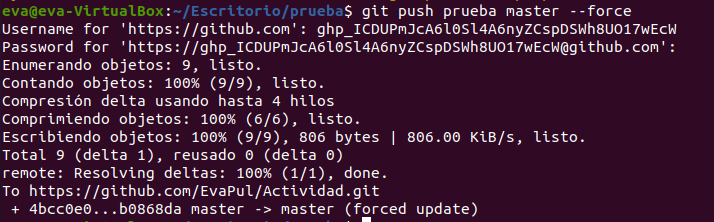 eva@eva-VirtualBox:~/Escritorio/prueba$ git push prueba master --force
Username for 'https://github.com': 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
Password for 'https://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@github.com':
Enumerando objetos: 9, listo.
Contando objetos: 100% (9/9), listo.
Compresión delta usando hasta 4 hilos
Comprimiendo objetos: 100% (6/6), listo.
Escribiendo objetos: 100% (9/9), 806 bytes | 806.00 KiB/s, listo.
Total 9 (delta 1), reusado 0 (delta 0)
remote: Resolving deltas: 100% (1/1), done.
To https://github.com/EvaPul/Actividad.git
 + 4bcc0e0...b0868da master -> master (forced update)